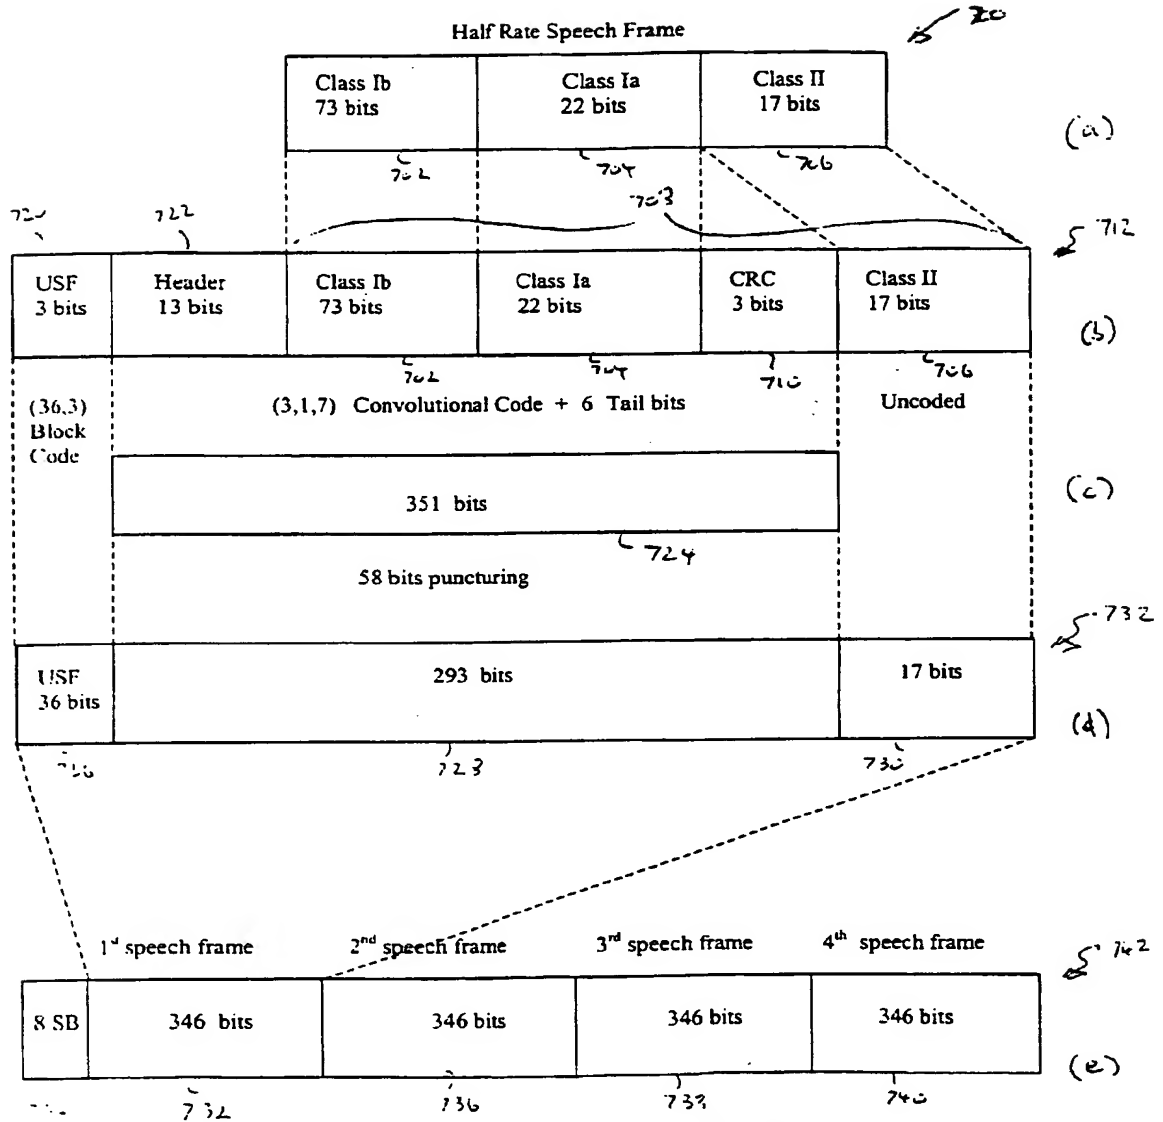 Half Rate Speech Frame
Class Ib
73 bits
Class Ia
22 bits
Class II
17 bits
(a)
702
704
706
708
722
712
USF
3 bits
Header
13 bits
Class Ib
73 bits
Class Ia
22 bits
CRC
3 bits
Class II
17 bits
(b)
702
704
710
706
(36,3)
Block
Code
(3,1,7) Convolutional Code + 6 Tail bits
Uncoded
351 bits
(c)
724
58 bits puncturing
732
USF
36 bits
293 bits
17 bits
(d)
730
1st speech frame
2nd speech frame
3rd speech frame
4th speech frame
742
8 SB
346 bits
346 bits
346 bits
346 bits
(e)
732
736
740